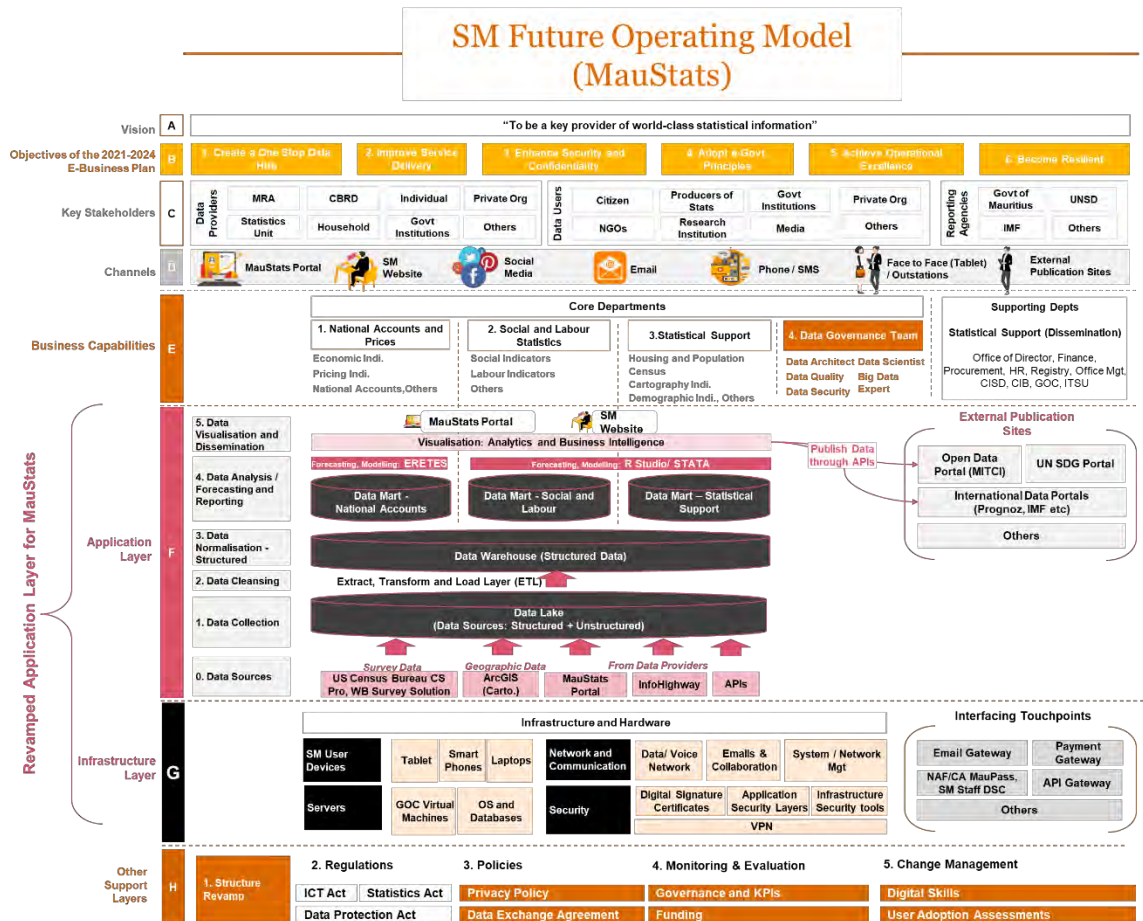 SM Future Operating Model
(MauStats)
Vision
A
“To be a key provider of world-class statistical information”
Objectives of the 2021-2024
E-Business Plan
B
1. Create a One Stop Data
Hire
2. Improve Service
Delivery
3. Enhance Security and
Confidentiality
4. Adopt e-Govt.
Principles
5. Achieve Operational
Excellence
6. Become Resilient
Key Stakeholders
C
Data
Providers
MRA
CBRD
Individual
Private Org
Statistics
Unit
Household
Govt
Institutions
Others
Data Users
Citizen
Producers of
Stats
Govt
Institutions
Private Org
NGOs
Research
Institution
Media
Others
Reporting
Agencies
Govt of
Mauritius
UNSD
IMF
Others
Channels
D
MauStats Portal
SM
Website
Social
Media
Email
Phone / SMS
Face to Face (Tablet)
/ Outstations
External
Publication Sites
Business Capabilities
E
Core Departments
1. National Accounts and
Prices
Economic Indi.
Pricing Indi.
National Accounts,Others
2. Social and Labour
Statistics
Social Indicators
Labour Indicators
Others
3.Statistical Support
Housing and Population
Census
Cartography Indi.
Demographic Indi., Others
4. Data Governance Team
Data Architect
Data Scientist
Data Quality
Big Data
Expert
Data Security
Supporting Depts
Statistical Support (Dissemination)
Office of Director, Finance,
Procurement, HR, Registry, Office Mgt,
CISD, CIB, GOC, ITSU
Revamped Application Layer for MauStats
Application
Layer
F
5. Data
Visualisation and
Dissemination
4. Data Analysis /
Forecasting and
Reporting
3. Data
Normalisation -
Structured
2. Data Cleansing
1. Data Collection
0. Data Sources
MauStats Portal
SM
Website
Visualisation: Analytics and Business Intelligence
Forecasting, Modelling: ERETES
Forecasting, Modelling: R Studio/ STATA
Data Mart -
National Accounts
Data Mart - Social and
Labour
Data Mart – Statistical
Support
Data Warehouse (Structured Data)
Extract, Transform and Load Layer (ETL)
Data Lake
(Data Sources: Structured + Unstructured)
Survey Data
Geographic Data
From Data Providers
US Census Bureau CS
Pro, WB Survey Solution
ArcGIS
(Carto.)
MauStats
Portal
InfoHighway
APIs
Publish Data
through APIs
External Publication
Sites
Open Data
Portal (MITCI)
UN SDG Portal
International Data Portals
(Prognoz, IMF etc)
Others
Infrastructure
Layer
G
Infrastructure and Hardware
SM User
Devices
Tablet
Smart
Phones
Laptops
Network and
Communication
Data/ Voice
Network
Emails &
Collaboration
System / Network
Mgt
Servers
GOC Virtual
Machines
OS and
Databases
Security
Digital Signature
Certificates
Application
Security Layers
Infrastructure
Security tools
VPN
Interfacing Touchpoints
Email Gateway
Payment
Gateway
NAF/CA MauPass,
SM Staff DSC
API Gateway
Others
Other
Support
Layers
H
1. Structure
Revamp
2. Regulations
ICT Act
Statistics Act
Data Protection Act
3. Policies
Privacy Policy
Data Exchange Agreement
4. Monitoring & Evaluation
Governance and KPIs
Funding
5. Change Management
Digital Skills
User Adoption Assessments